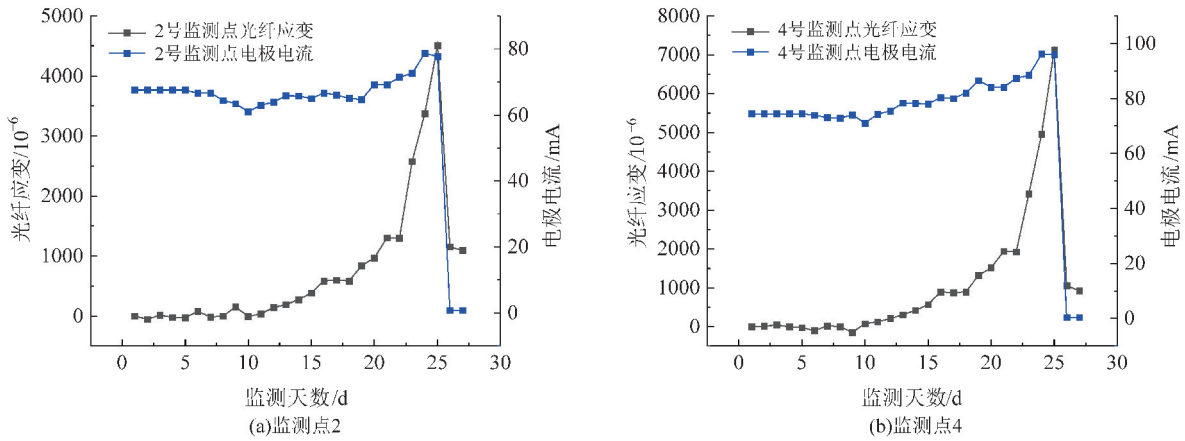 2号监测点光纤应变
2号监测点电极电流
5000
4000
3000
2000
1000
0
光纤应变/10⁻⁶
80
60
40
20
0
电极电流/mA
0 5 10 15 20 25 30
监测天数/d
(a)监测点2
4号监测点光纤应变
4号监测点电极电流
8000
7000
6000
5000
4000
3000
2000
1000
0
光纤应变/10⁻⁶
100
80
60
40
20
0
电极电流/mA
0 5 10 15 20 25 30
监测天数/d
(b)监测点4